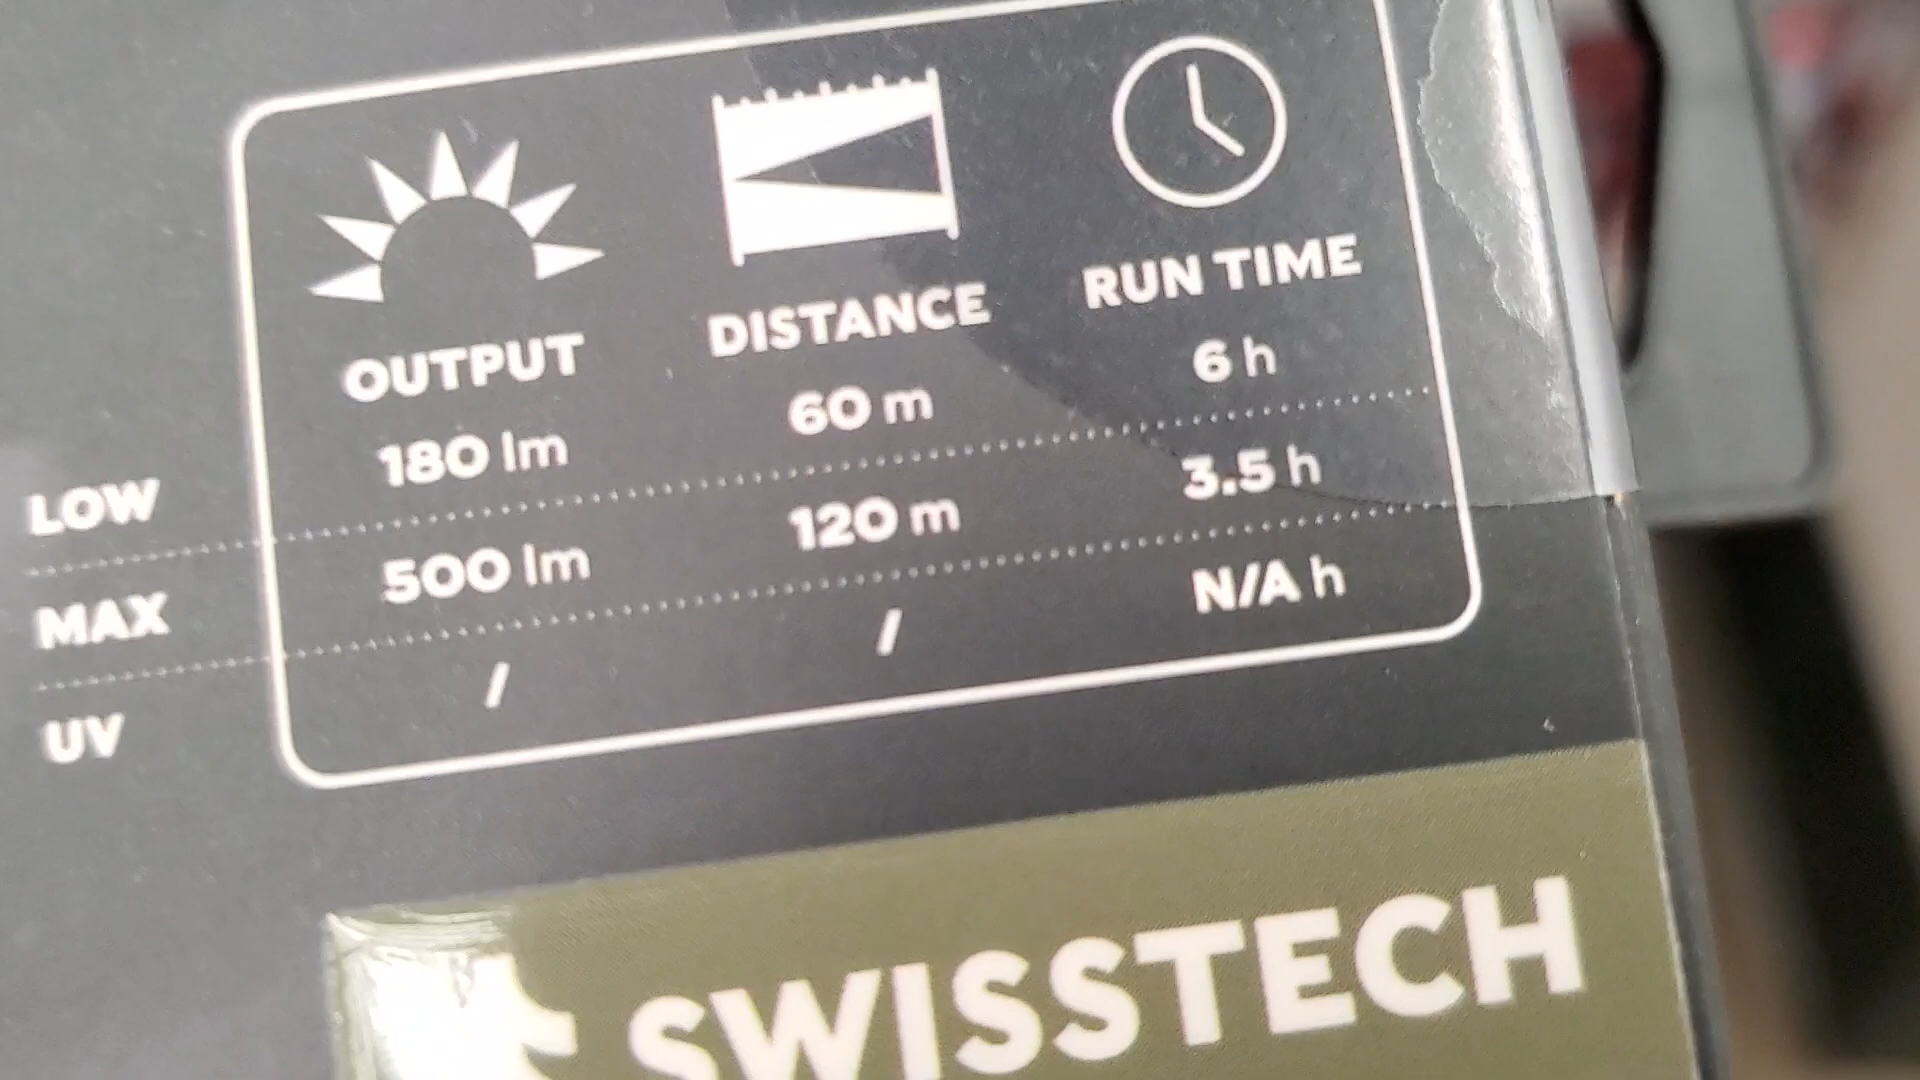 OUTPUT DISTANCE RUN TIME
LOW 180 lm 60 m 6 h
MAX 500 lm 120 m 3.5 h
UV / / N/A h
SWISSTECH